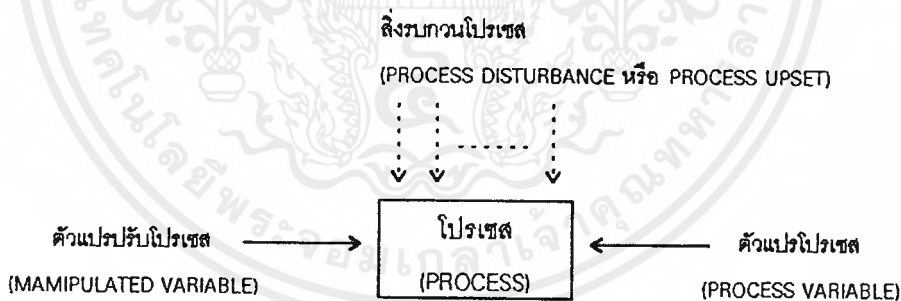 สิ่งรบกวนโปรเซส
(PROCESS DISTURBANCE หรือ PROCESS UPSET)
ตัวแปรปรับโปรเซส
(MAMIPULATED VARIABLE)
โปรเซส
(PROCESS)
ตัวแปรโปรเซส
(PROCESS VARIABLE)